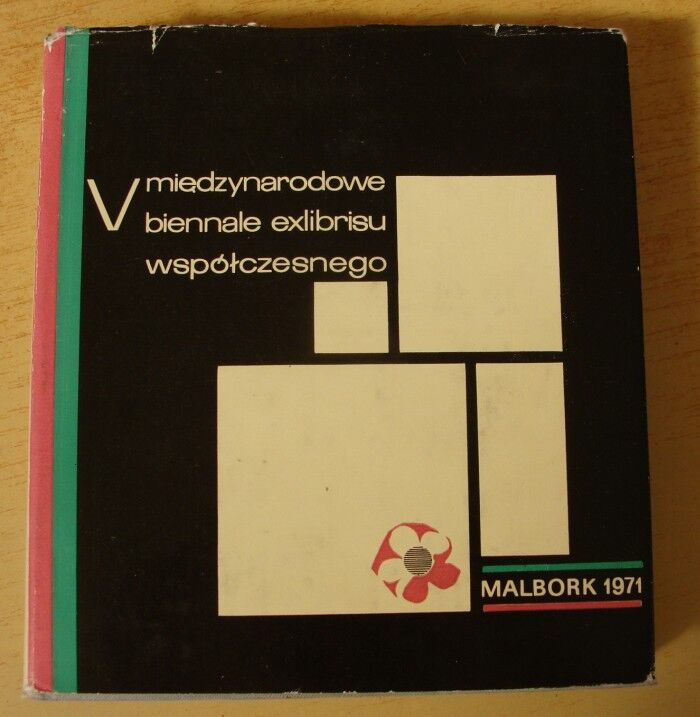 V międzynarodowe
biennale exlibrisu
współczesnego
MALBORK 1971